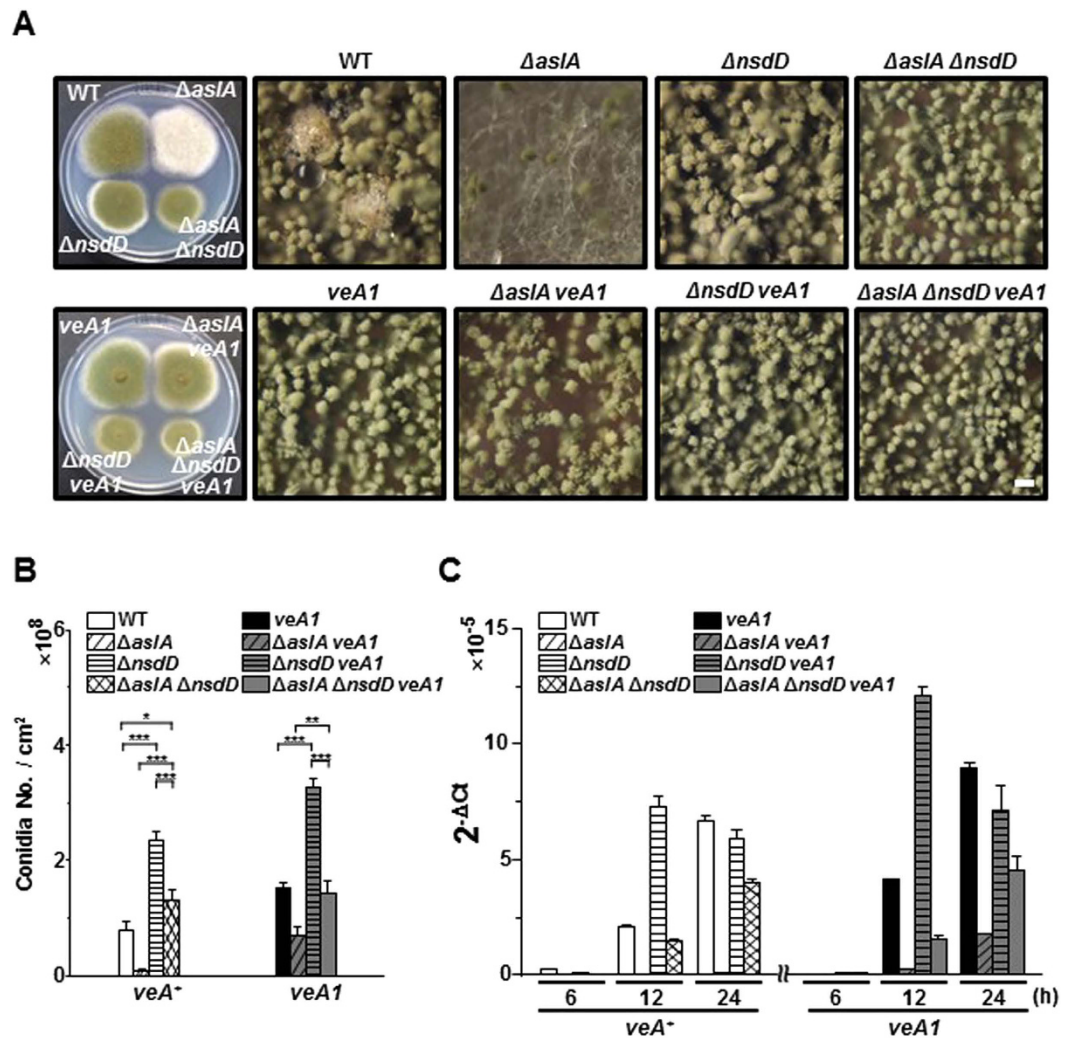 A
WT ΔaslA ΔnsdD ΔaslA ΔnsdD
WT ΔaslA
ΔnsdD ΔaslA
ΔnsdD
veA1 ΔaslA veA1 ΔnsdD veA1 ΔaslA ΔnsdD veA1
veA1 ΔaslA
veA1
ΔnsdD
veA1
ΔaslA
ΔnsdD
veA1
B
×10⁸
Conidia No. / cm²
WT veA1
ΔaslA ΔaslA veA1
ΔnsdD ΔnsdD veA1
ΔaslA ΔnsdD ΔaslA ΔnsdD veA1
6
4
2
0
* **
*** ***
*** ***
***
veA⁺ veA1
C
×10⁻⁵
2⁻ΔCt
WT veA1
ΔaslA ΔaslA veA1
ΔnsdD ΔnsdD veA1
ΔaslA ΔnsdD ΔaslA ΔnsdD veA1
15
10
5
0
6 12 24 6 12 24 (h)
veA⁺ veA1